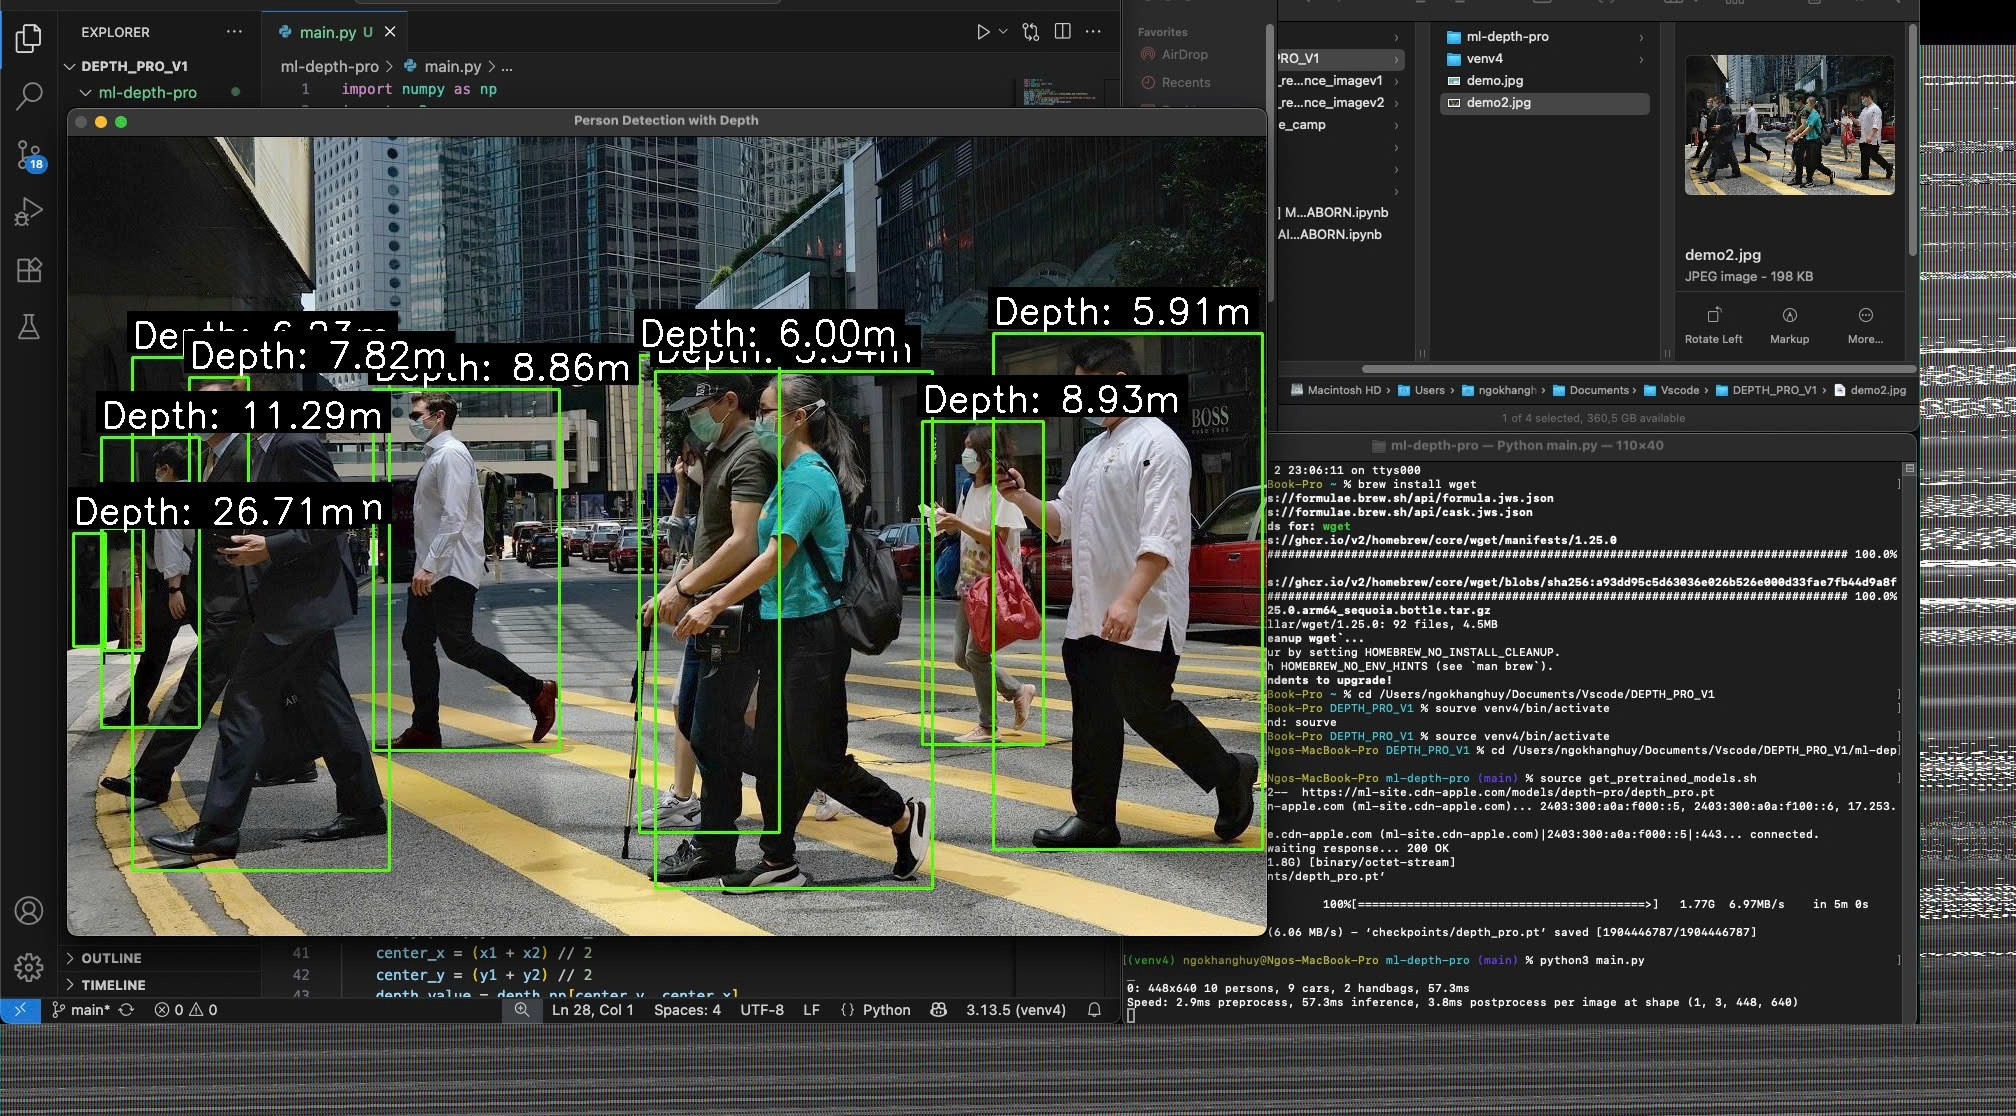 EXPLORER
DEPTH_PRO_V1
ml-depth-pro
main.py U
ml-depth-pro > main.py > ...
1 import numpy as np
18
Person Detection with Depth
Depth: 7.82m
Depth: 11.29m
Depth: 26.71m
th: 8.86m
Depth: 6.00m
Depth: 5.91m
Depth: 8.93m
BOSS
41 center_x = (x1 + x2) // 2
42 center_y = (y1 + y2) // 2
43 depth_value = depth_np[center_y, center_x]
OUTLINE
TIMELINE
main* 0 0
Ln 28, Col 1 Spaces: 4 UTF-8 LF {} Python 3.13.5 (venv4)
Favorites
AirDrop
Recents
PRO_V1
_re...nce_imagev1
_re...nce_imagev2
e_camp
] M...ABORN.ipynb
AI...ABORN.ipynb
ml-depth-pro
venv4
demo.jpg
demo2.jpg
demo2.jpg
JPEG image - 198 KB
Rotate Left
Markup
More...
Macintosh HD > Users > ngokhangh > Documents > Vscode > DEPTH_PRO_V1 > demo2.jpg
1 of 4 selected, 360,5 GB available
ml-depth-pro — Python main.py — 110×40
2 23:06:11 on ttys000
Book-Pro ~ % brew install wget
s://formulae.brew.sh/api/formula.jws.json
s://formulae.brew.sh/api/cask.jws.json
ds for: wget
s://ghcr.io/v2/homebrew/core/wget/manifests/1.25.0
100.0%
s://ghcr.io/v2/homebrew/core/wget/blobs/sha256:a93dd95c5d63036e026b526e000d33fae7fb44d9a8f
100.0%
25.0.arm64_sequoia.bottle.tar.gz
llar/wget/1.25.0: 92 files, 4.5MB
eanup wget`...
ur by setting HOMEBREW_NO_INSTALL_CLEANUP.
h HOMEBREW_NO_ENV_HINTS (see `man brew`).
ndents to upgrade!
Book-Pro ~ % cd /Users/ngokhanghuy/Documents/Vscode/DEPTH_PRO_V1
Book-Pro DEPTH_PRO_V1 % sourve venv4/bin/activate
nd: sourve
Book-Pro DEPTH_PRO_V1 % source venv4/bin/activate
Ngos-MacBook-Pro DEPTH_PRO_V1 % cd /Users/ngokhanghuy/Documents/Vscode/DEPTH_PRO_V1/ml-dep
Ngos-MacBook-Pro ml-depth-pro (main) % source get_pretrained_models.sh
2-- https://ml-site.cdn-apple.com/models/depth-pro/depth_pro.pt
n-apple.com (ml-site.cdn-apple.com)... 2403:300:a0a:f000::5, 2403:300:a0a:f100::6, 17.253.
e.cdn-apple.com (ml-site.cdn-apple.com)|2403:300:a0a:f000::5|:443... connected.
waiting response... 200 OK
1.8G) [binary/octet-stream]
nts/depth_pro.pt’
100%[=========================================>] 1.77G 6.97MB/s in 5m 0s
(6.06 MB/s) – ‘checkpoints/depth_pro.pt’ saved [1904446787/1904446787]
(venv4) ngokhanghuy@Ngos-MacBook-Pro ml-depth-pro (main) % python3 main.py
0: 448x640 10 persons, 9 cars, 2 handbags, 57.3ms
Speed: 2.9ms preprocess, 57.3ms inference, 3.8ms postprocess per image at shape (1, 3, 448, 640)